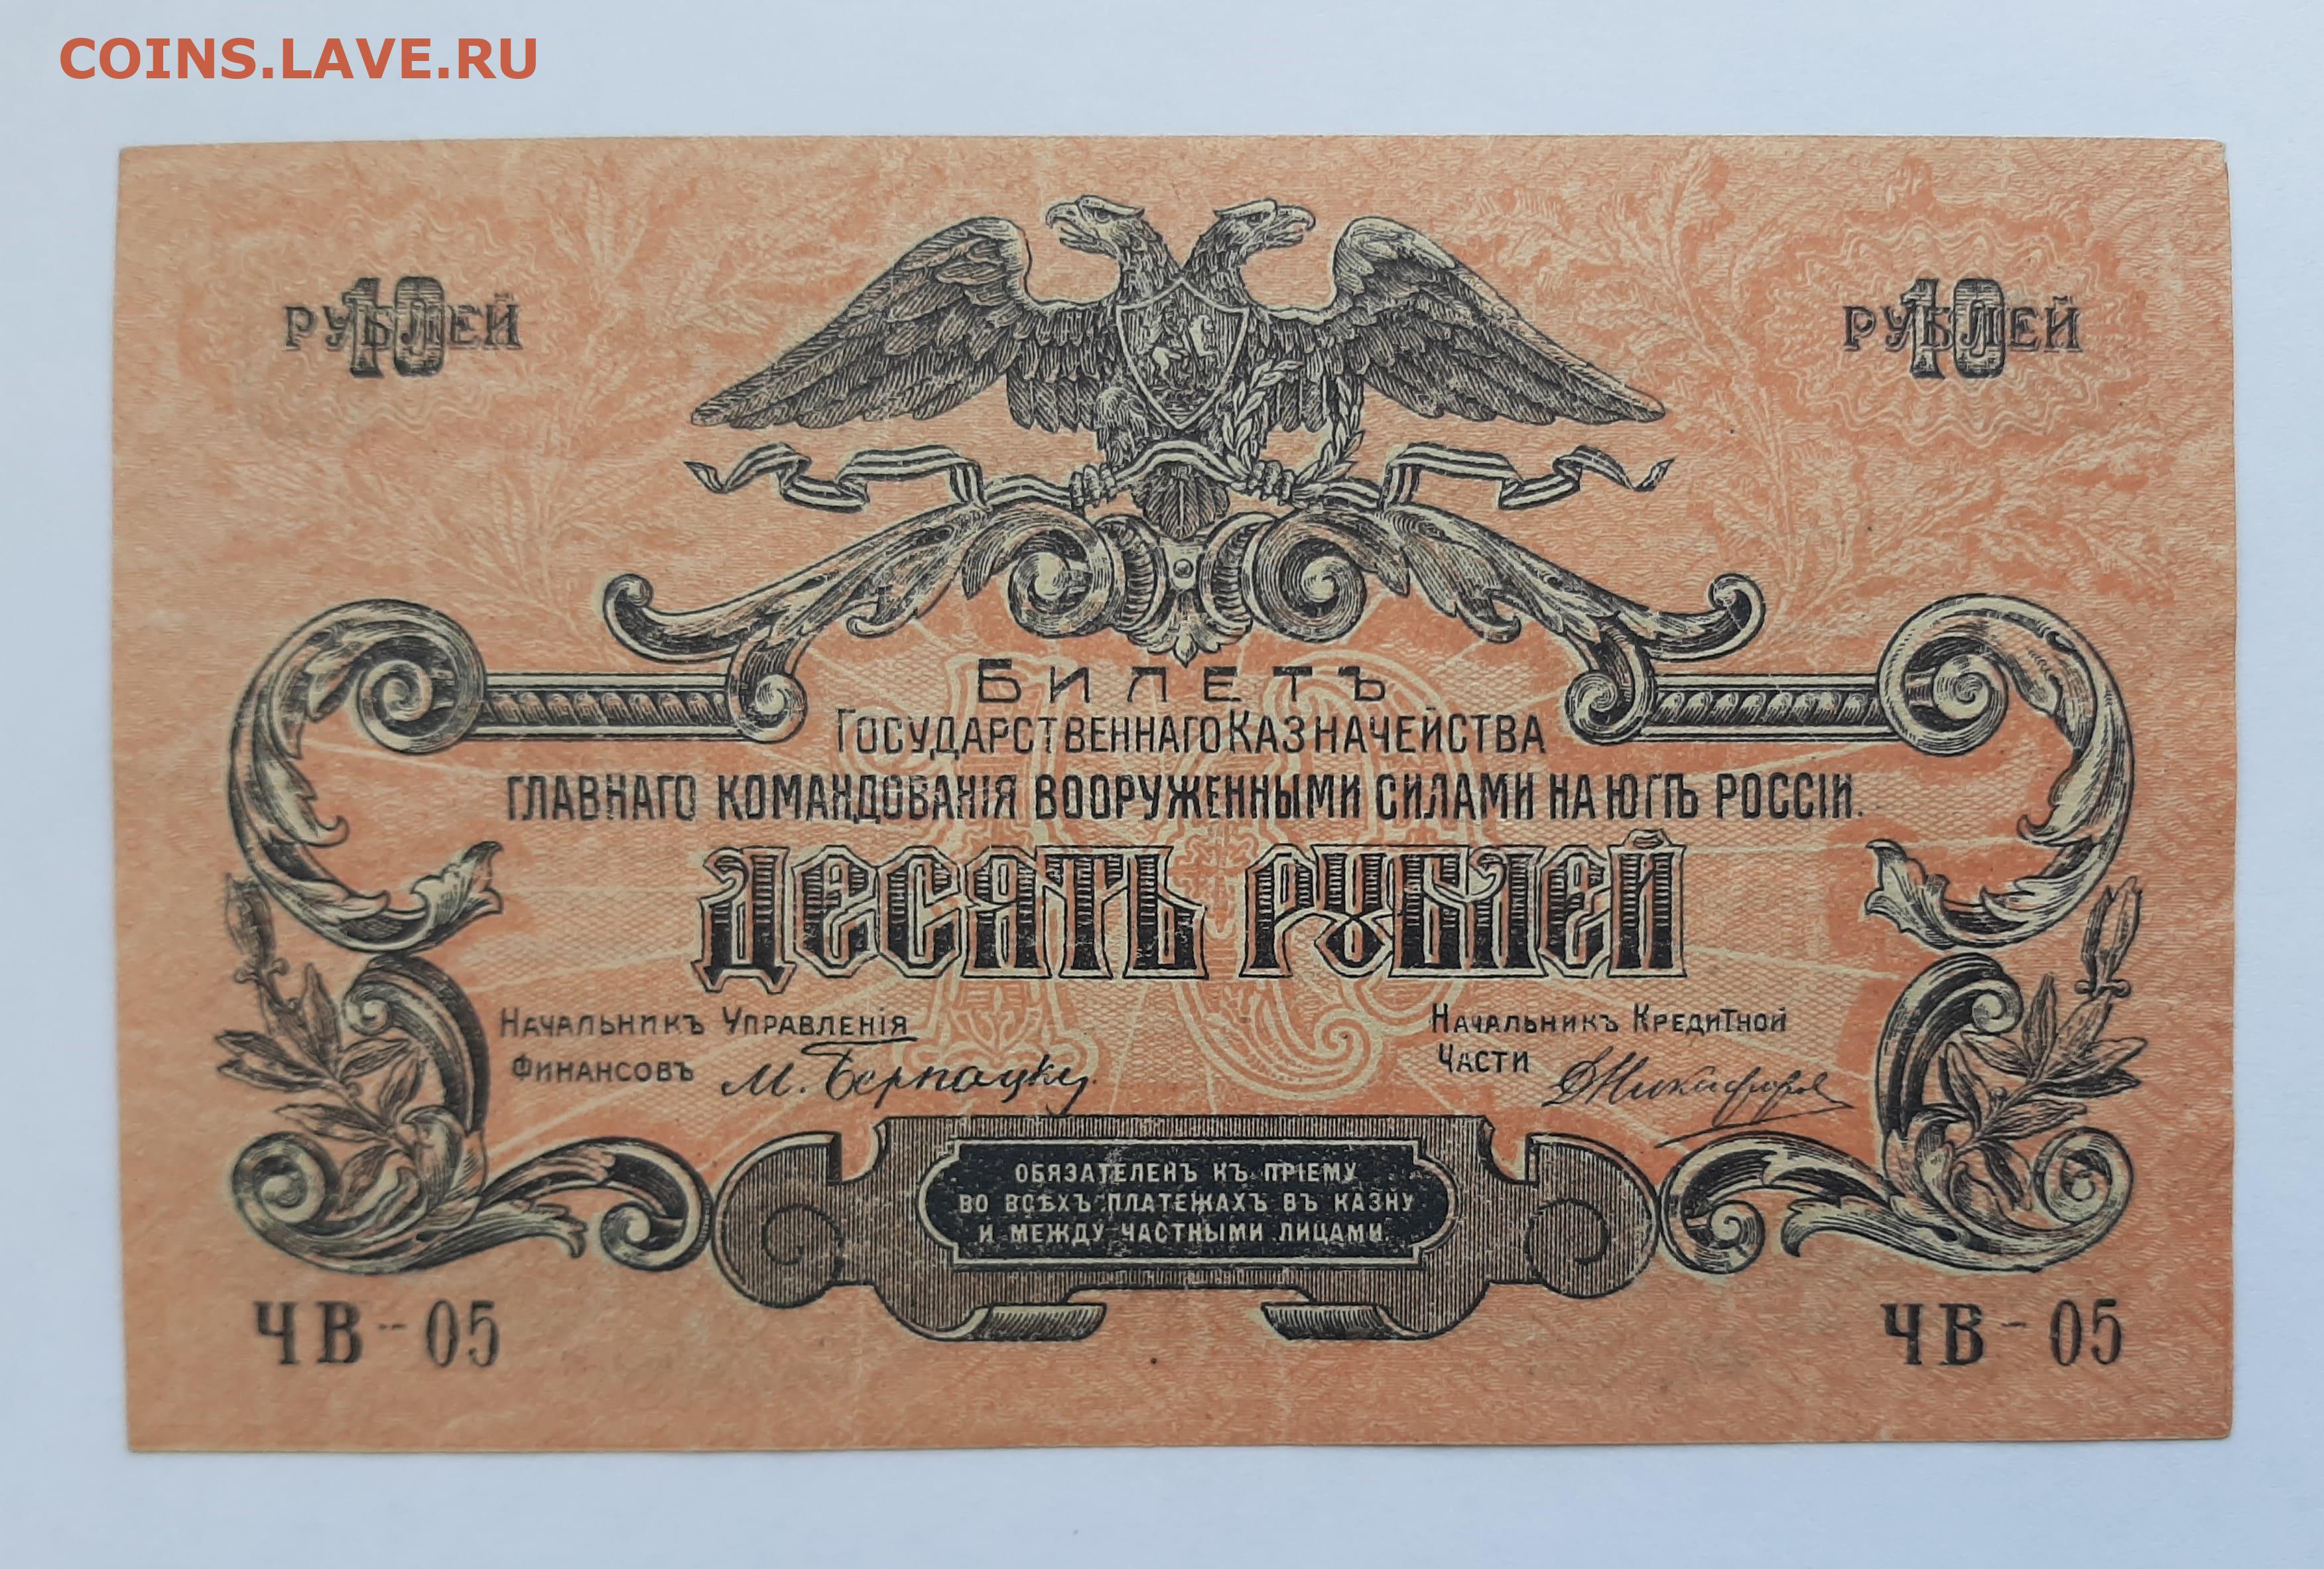 COINS.LAVE.RU
10 РУБЛЕЙ
10 РУБЛЕЙ
БИЛЕТЪ
ГОСУДАРСТВЕННАГО КАЗНАЧЕЙСТВА
ГЛАВНАГО КОМАНДОВАНІЯ ВООРУЖЕННЫМИ СИЛАМИ НА ЮГѢ РОССІИ.
ДЕСЯТЬ РУБЛЕЙ
НАЧАЛЬНИКЪ УПРАВЛЕНІЯ
ФИНАНСОВЪ М. Бернацкій
НАЧАЛЬНИКЪ КРЕДИТНОЙ
ЧАСТИ Д Никифоров
ОБЯЗАТЕЛЕНЪ КЪ ПРІЕМУ
ВО ВСѢХЪ ПЛАТЕЖАХЪ ВЪ КАЗНУ
И МЕЖДУ ЧАСТНЫМИ ЛИЦАМИ.
ЧВ-05
ЧВ-05